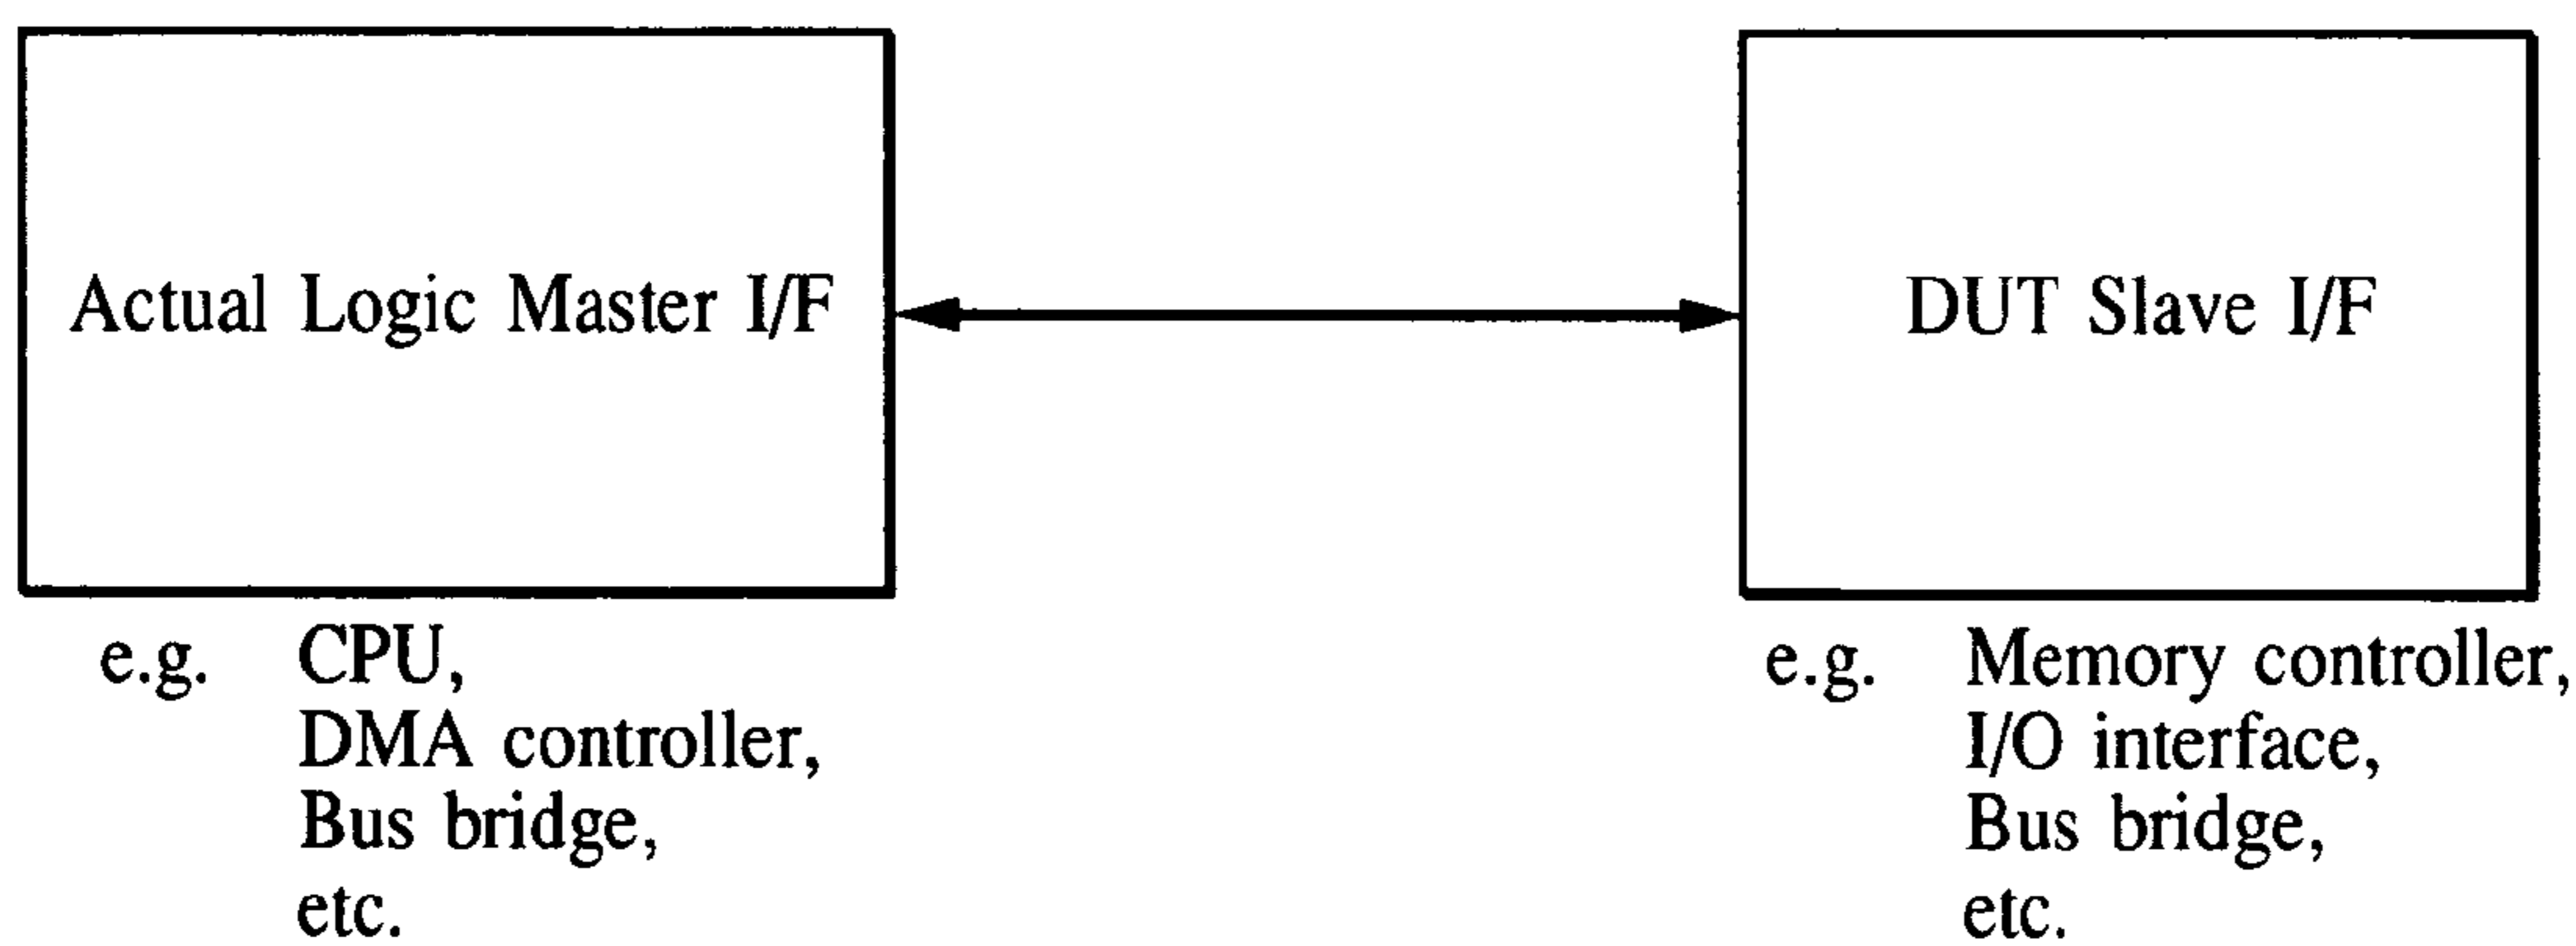 Actual Logic Master I/F
DUT Slave I/F
e.g. CPU,
DMA controller,
Bus bridge,
etc.
e.g. Memory controller,
I/O interface,
Bus bridge,
etc.